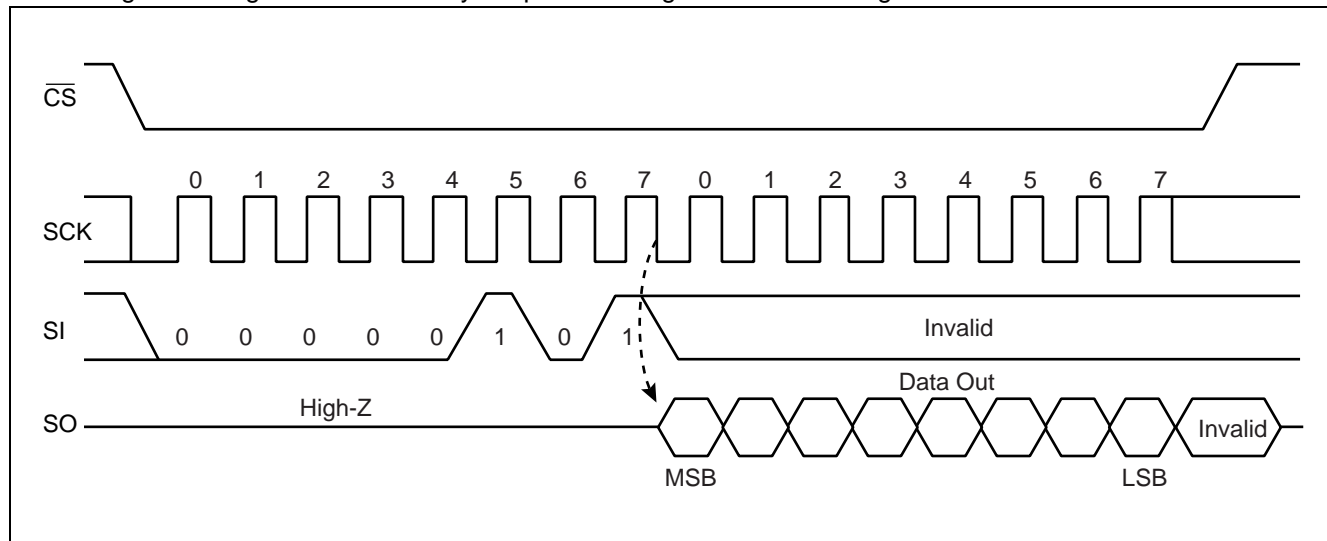 CS
0 1 2 3 4 5 6 7 0 1 2 3 4 5 6 7
SCK
SI
0 0 0 0 0 1 0 1
Invalid
Data Out
High-Z
SO
Invalid
MSB
LSB